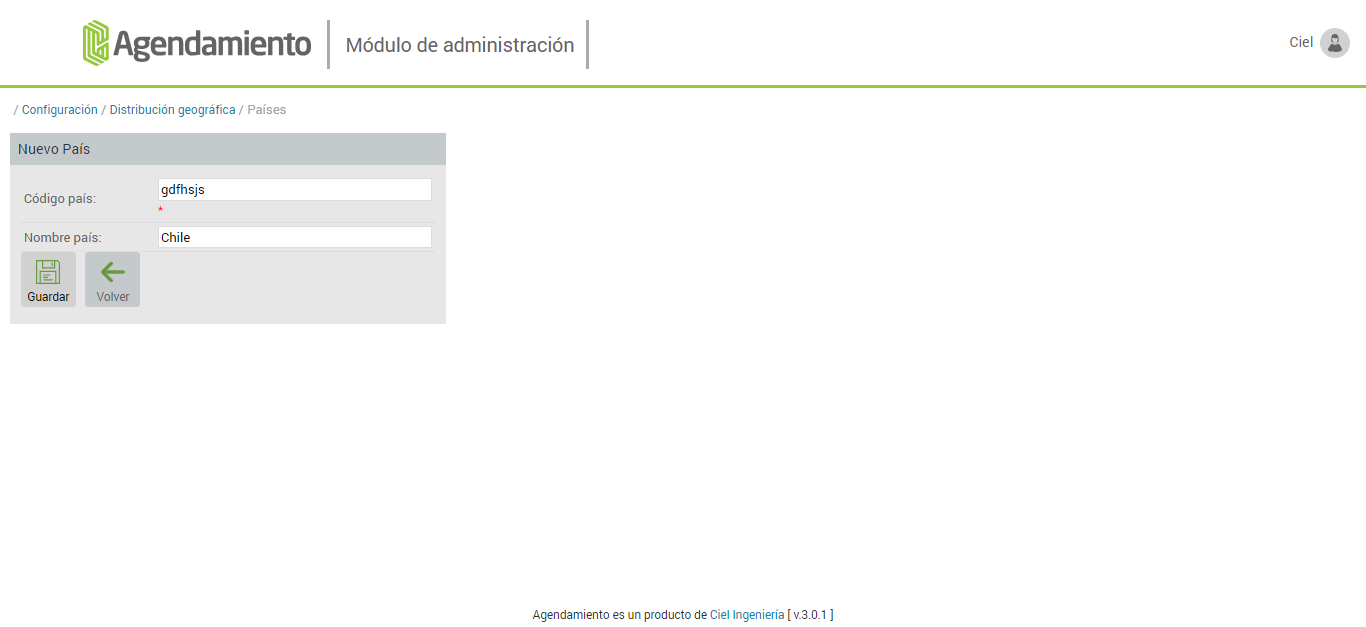 Agendamiento
Módulo de administración
Ciel
/ Configuración / Distribución geográfica / Países
Nuevo País
Código país:
gdfhsjs
*
Nombre país:
Chile
Guardar
Volver
Agendamiento es un producto de Ciel Ingeniería [ v.3.0.1 ]